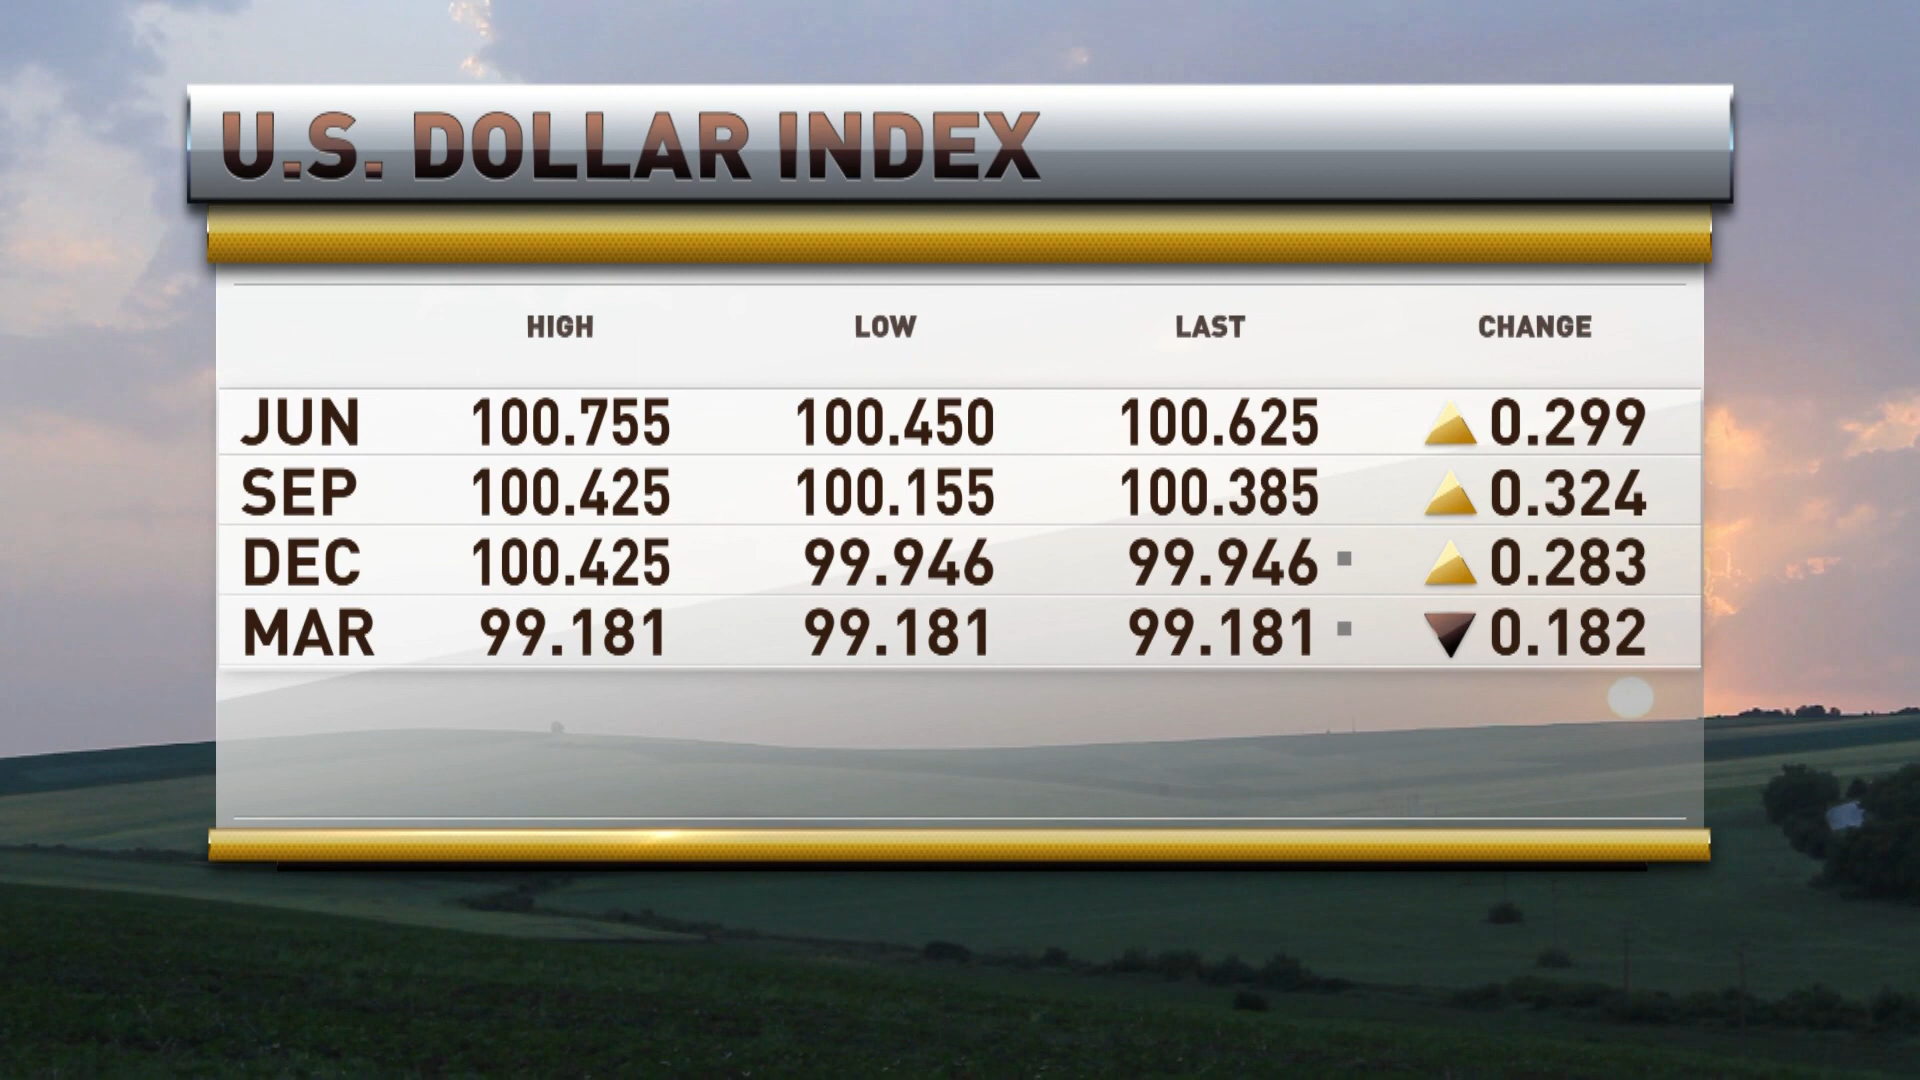 U.S. DOLLAR INDEX
HIGH LOW LAST CHANGE
JUN 100.755 100.450 100.625 ▲ 0.299
SEP 100.425 100.155 100.385 ▲ 0.324
DEC 100.425 99.946 99.946 ▪ ▲ 0.283
MAR 99.181 99.181 99.181 ▪ ▼ 0.182